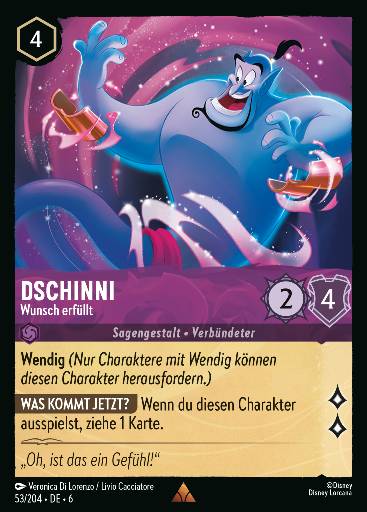 4
DSCHINNI
Wunsch erfüllt
2
4
Sagengestalt • Verbündeter
Wendig (Nur Charaktere mit Wendig können
diesen Charakter herausfordern.)
WAS KOMMT JETZT? Wenn du diesen Charakter
ausspielst, ziehe 1 Karte.
„Oh, ist das ein Gefühl!“
Veronica Di Lorenzo / Livio Cacciatore
©Disney
53/204 • DE • 6
Disney Lorcana